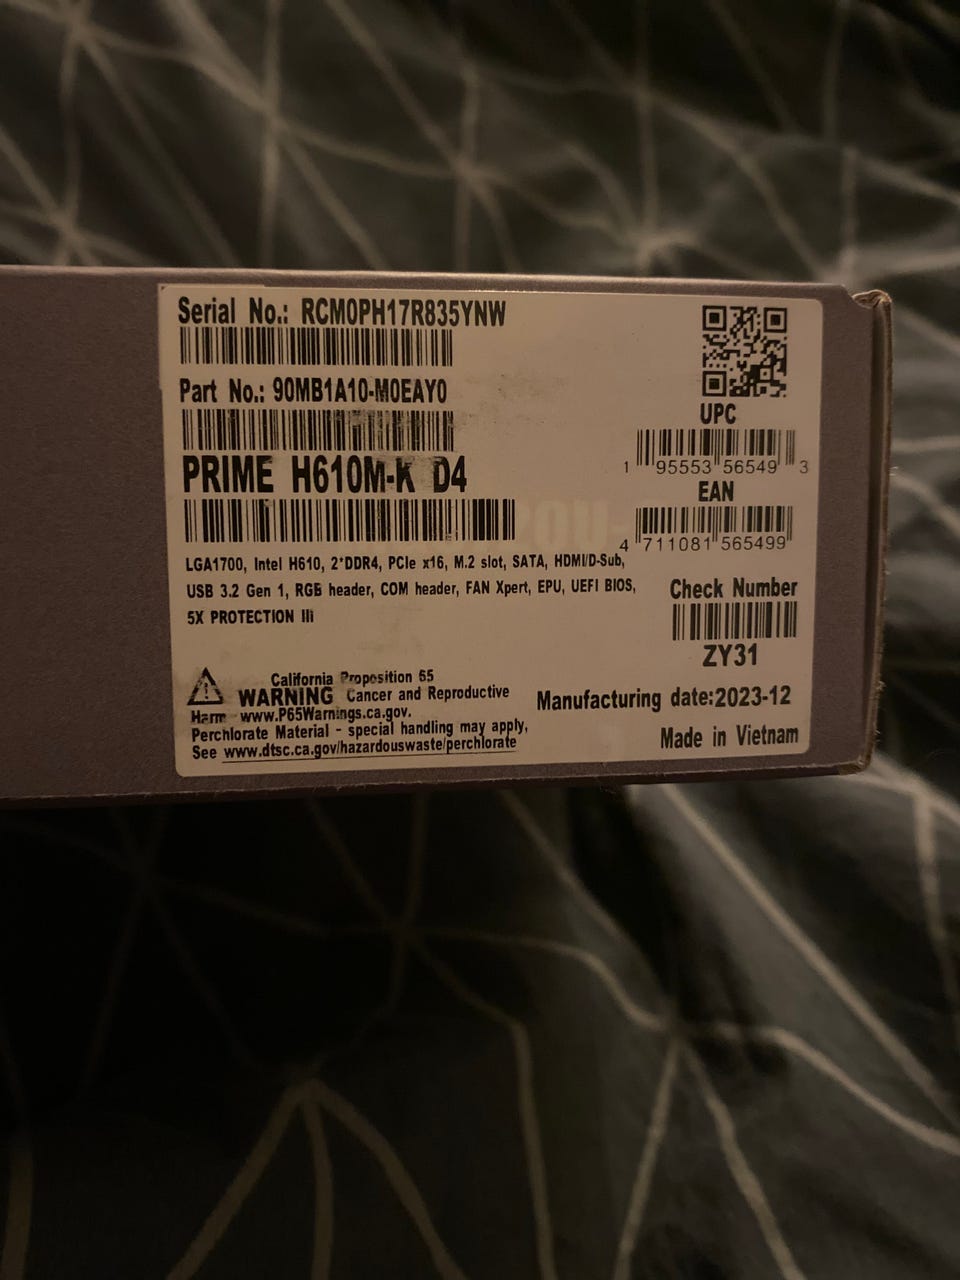 Serial No.: RCM0PH17R835YNW
Part No.: 90MB1A10-M0EAY0
UPC
1 95553 56549 3
PRIME H610M-K D4
EAN
4 711081 565499
LGA1700, Intel H610, 2*DDR4, PCIe x16, M.2 slot, SATA, HDMI/D-Sub,
USB 3.2 Gen 1, RGB header, COM header, FAN Xpert, EPU, UEFI BIOS,
5X PROTECTION III
Check Number
ZY31
California Proposition 65
WARNING Cancer and Reproductive
Harm - www.P65Warnings.ca.gov.
Perchlorate Material - special handling may apply,
See www.dtsc.ca.gov/hazardouswaste/perchlorate
Manufacturing date:2023-12
Made in Vietnam